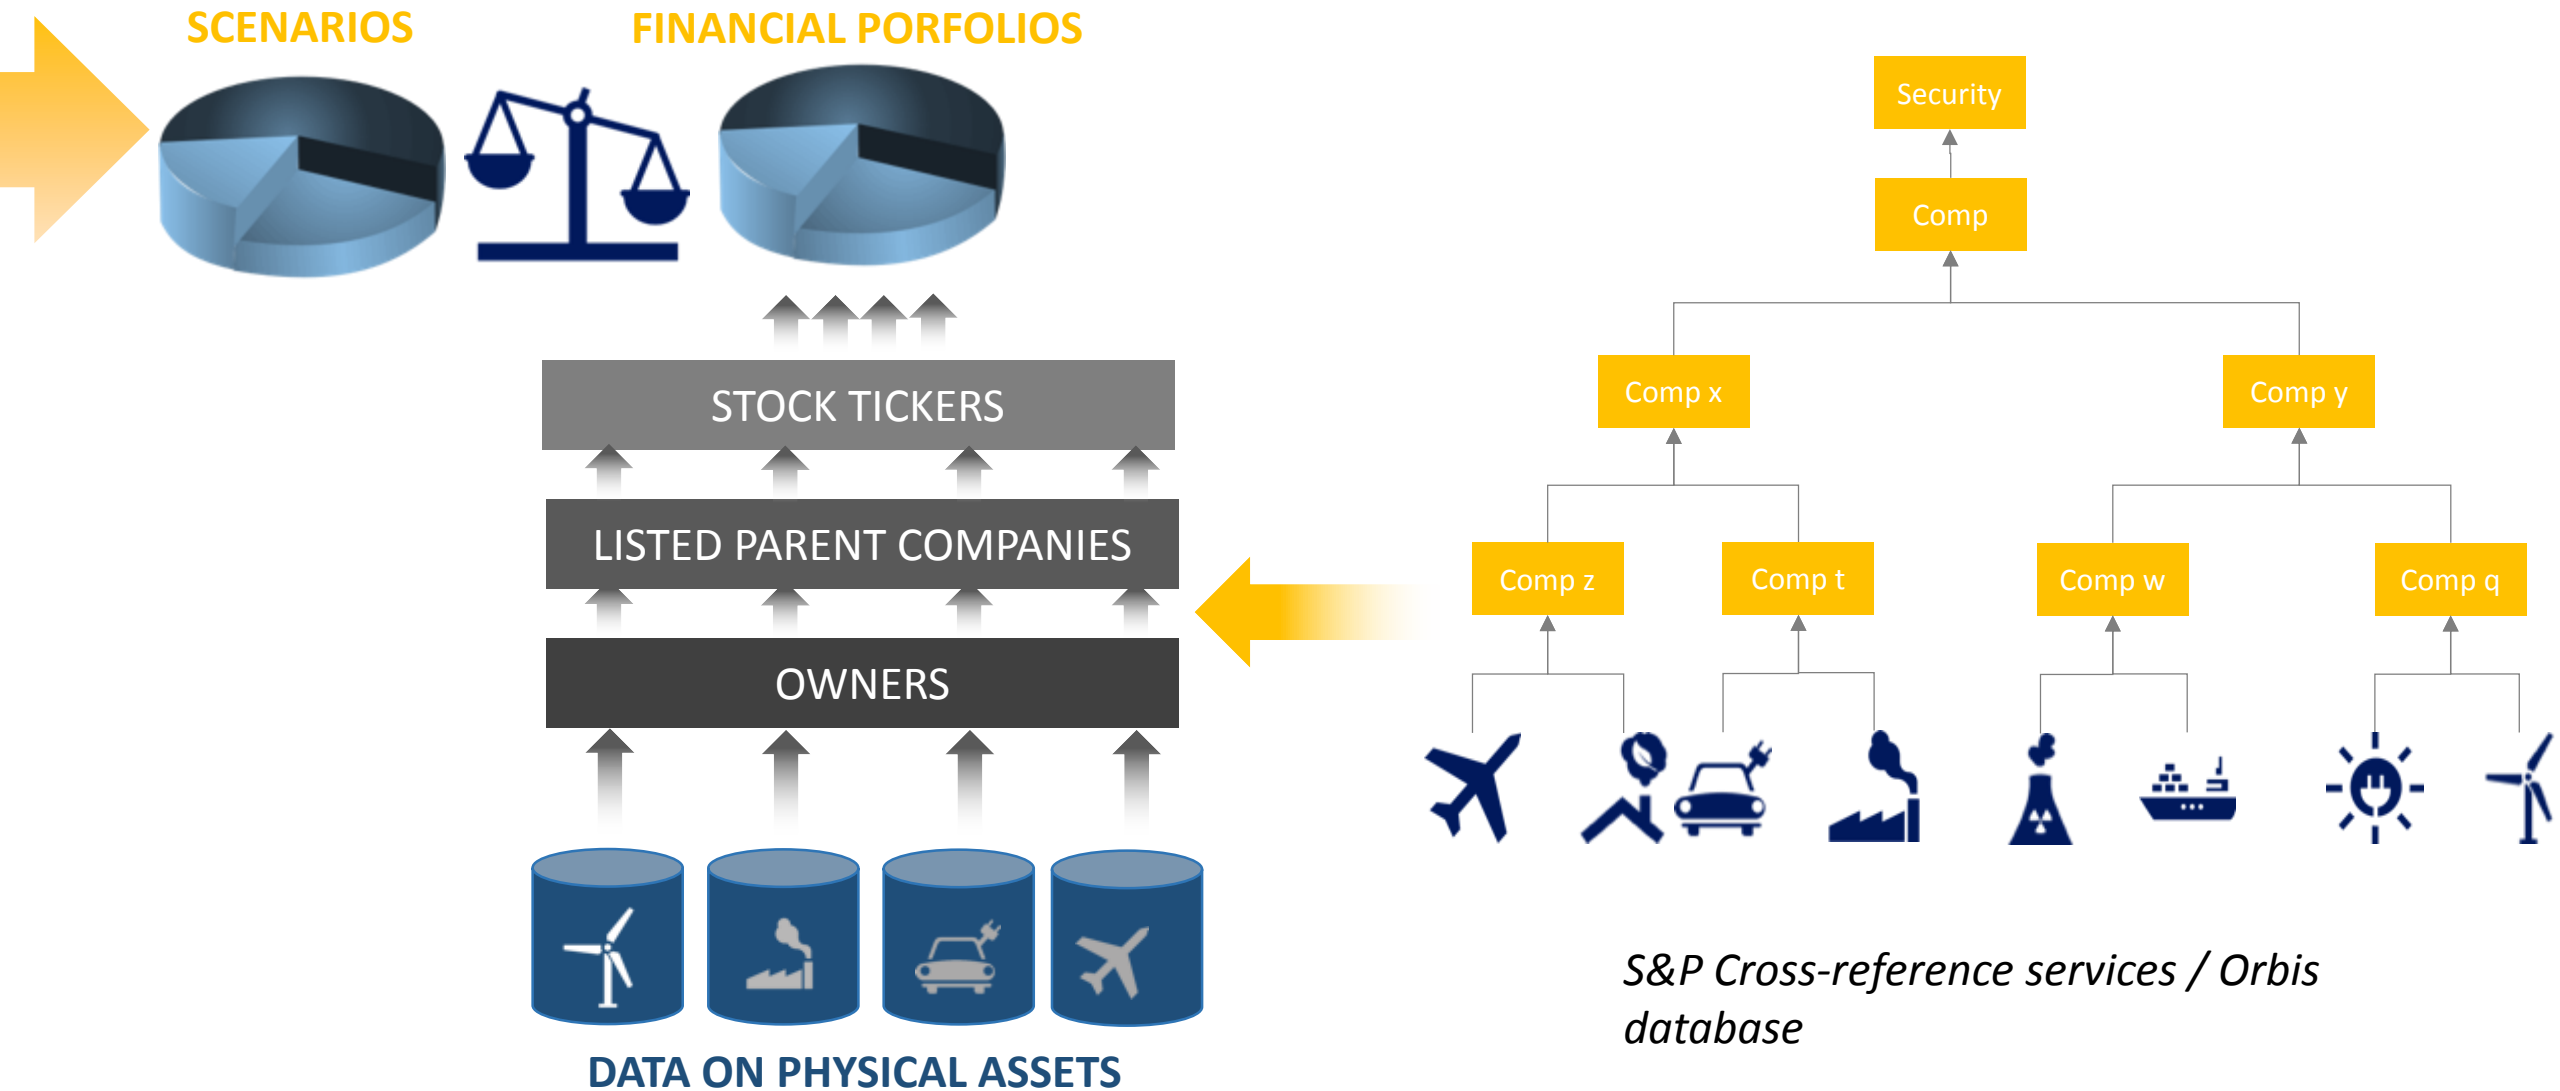 SCENARIOS
FINANCIAL PORFOLIOS
STOCK TICKERS
LISTED PARENT COMPANIES
OWNERS
DATA ON PHYSICAL ASSETS
Security
Comp
Comp x
Comp y
Comp z
Comp t
Comp w
Comp q
S&P Cross-reference services / Orbis
database